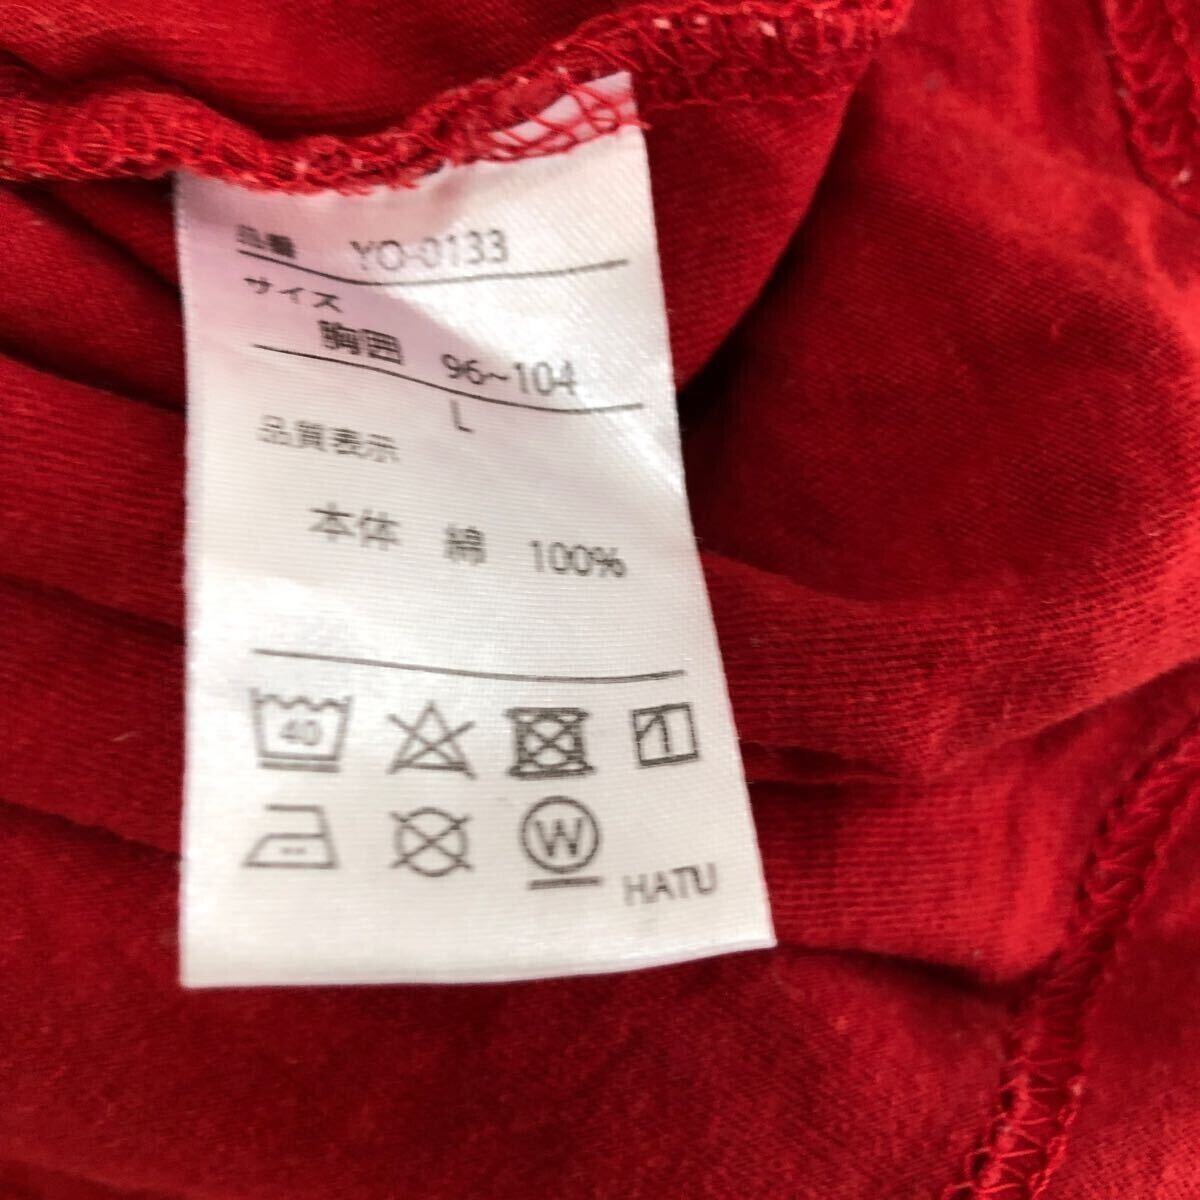 品番 YO-0133
サイズ
胸囲 96~104
L
品質表示
本体 綿 100%
40
W
HATU